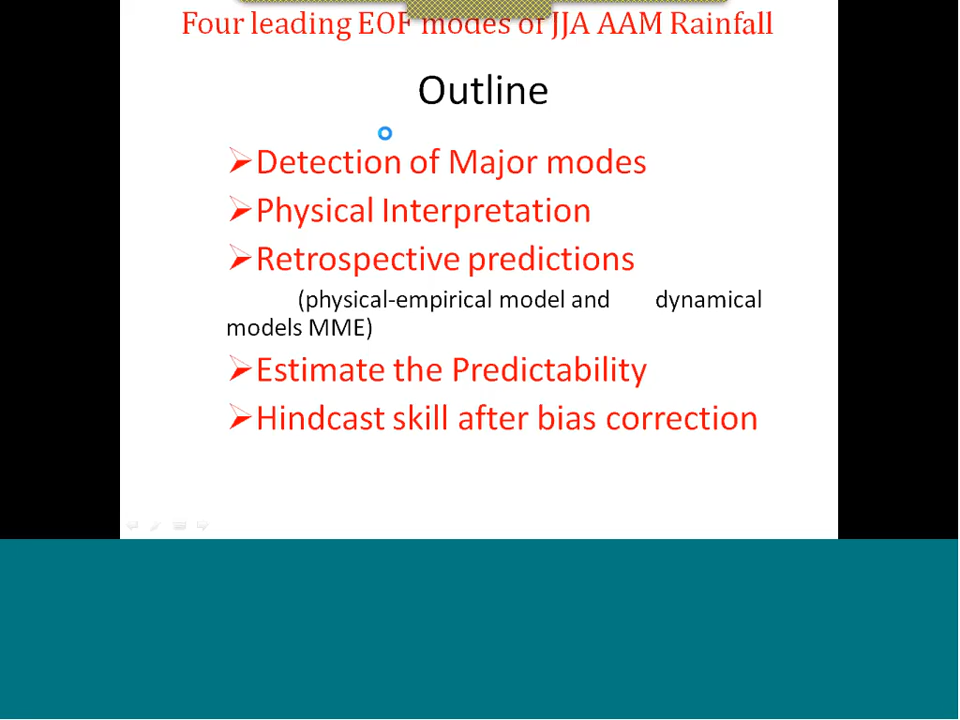 Four leading EOF modes of JJA AAM Rainfall
Outline
Detection of Major modes
Physical Interpretation
Retrospective predictions
(physical-empirical model and dynamical
models MME)
Estimate the Predictability
Hindcast skill after bias correction